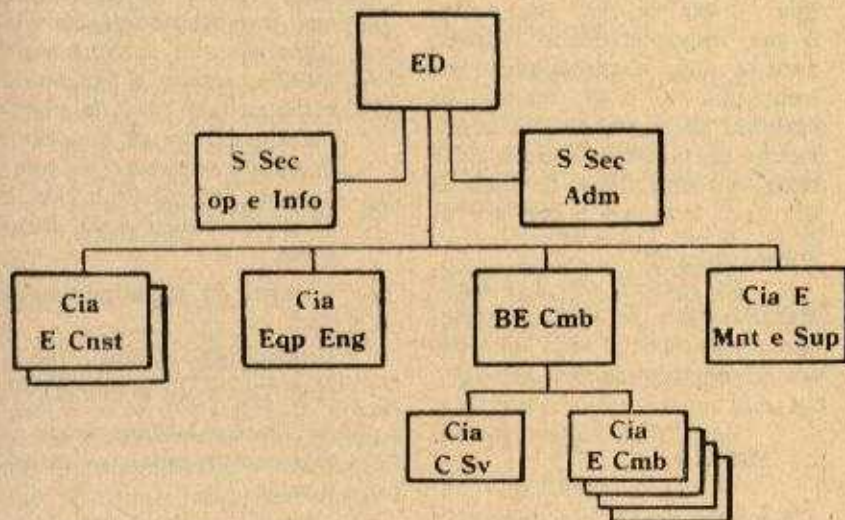 ED
S Sec
op e Info
S Sec
Adm
Cia
E Cnst
Cia
Eqp Eng
BE Cmb
Cia E
Mnt e Sup
Cia
C Sv
Cia
E Cmb